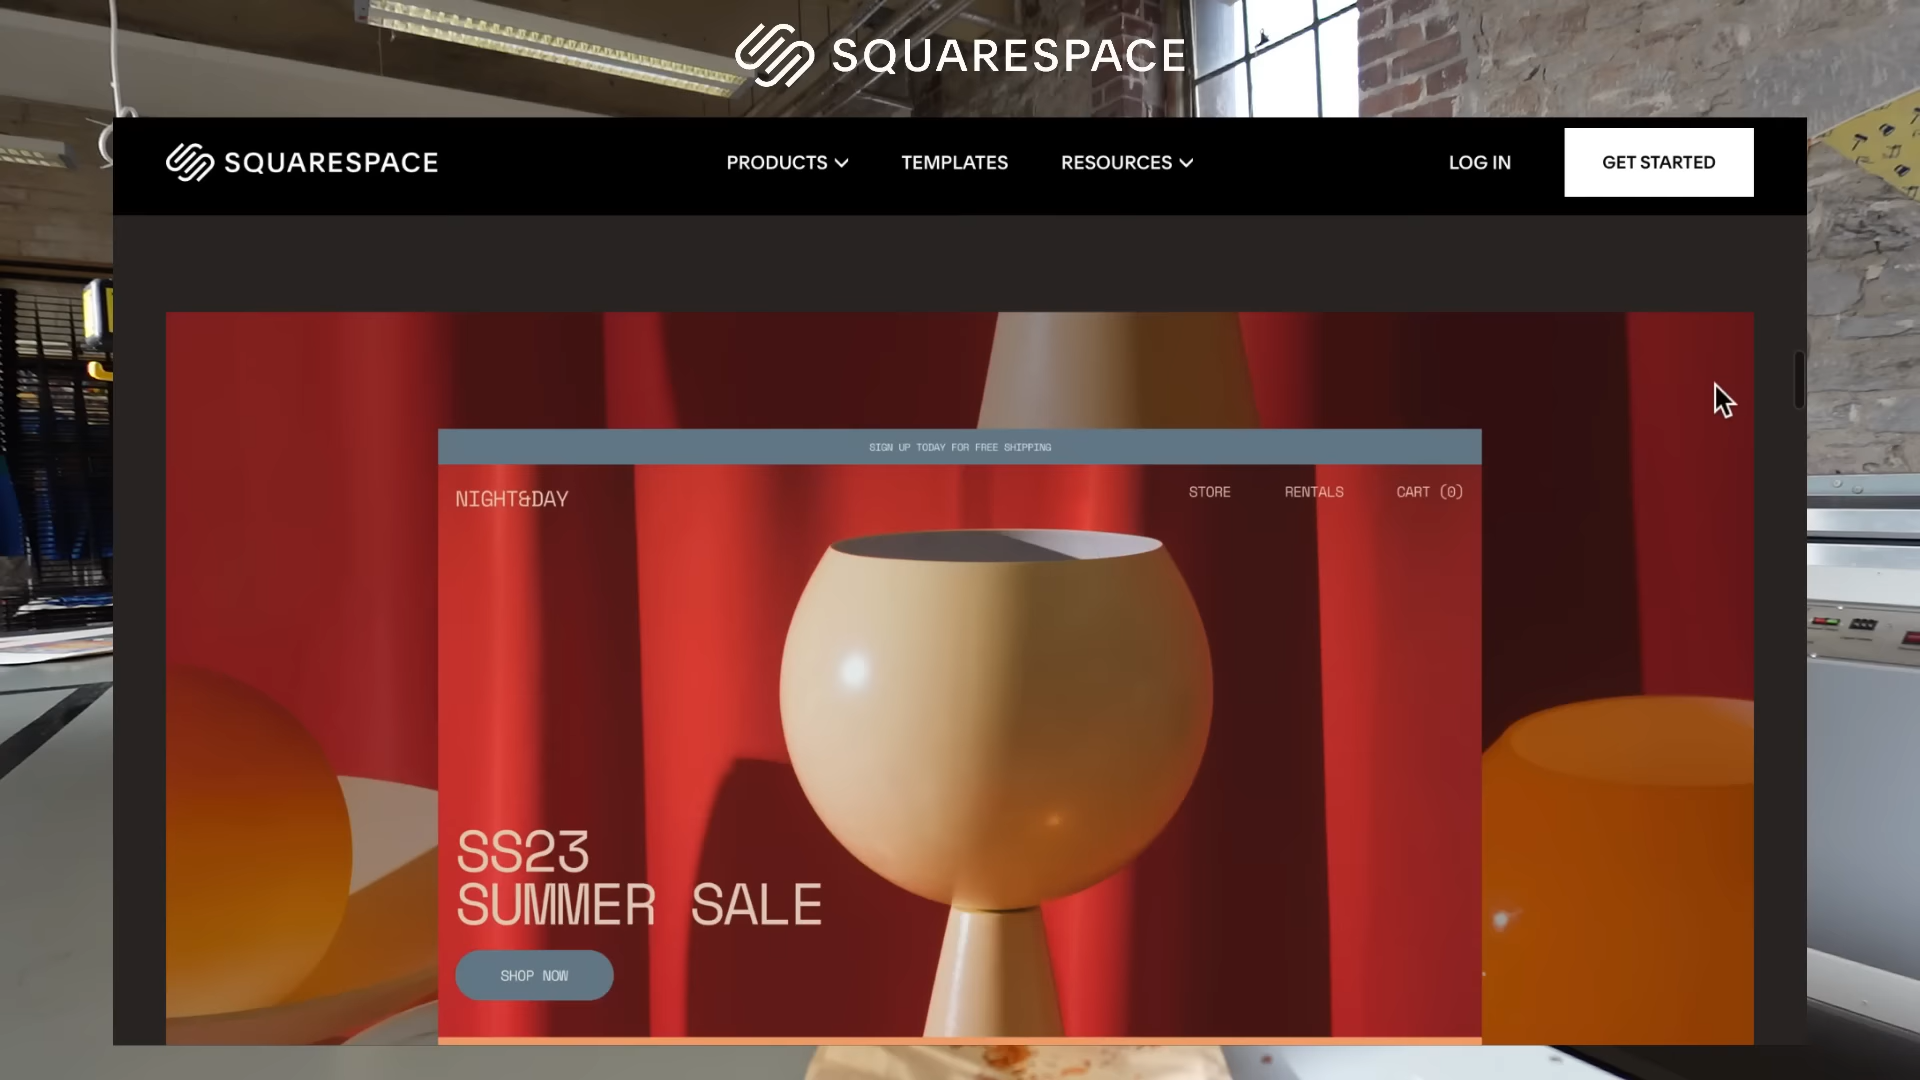 SQUARESPACE
SQUARESPACE
PRODUCTS
TEMPLATES
RESOURCES
LOG IN
GET STARTED
SIGN UP TODAY FOR FREE SHIPPING
NIGHT&DAY
STORE
RENTALS
CART (0)
SS23
SUMMER SALE
SHOP NOW